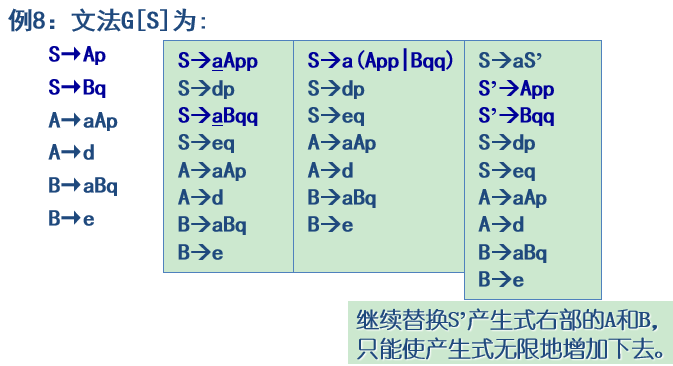 例8：文法G[S]为：
S→Ap
S→Bq
A→aAp
A→d
B→aBq
B→e
S→aApp
S→dp
S→aBqq
S→eq
A→aAp
A→d
B→aBq
B→e
S→a(App|Bqq)
S→dp
S→eq
A→aAp
A→d
B→aBq
B→e
S→aS’
S’→App
S’→Bqq
S→dp
S→eq
A→aAp
A→d
B→aBq
B→e
继续替换S’产生式右部的A和B，
只能使产生式无限地增加下去。